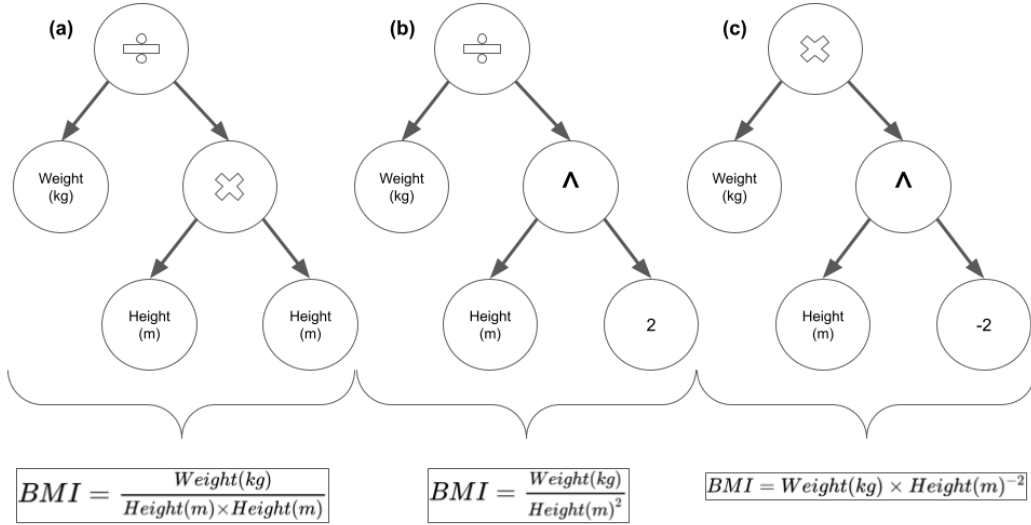 (a)
÷
Weight
(kg)
×
Height
(m)
Height
(m)
BMI = Weight(kg) / Height(m)×Height(m)
(b)
÷
Weight
(kg)
^
Height
(m)
2
BMI = Weight(kg) / Height(m)²
(c)
×
Weight
(kg)
^
Height
(m)
-2
BMI = Weight(kg) × Height(m)⁻²